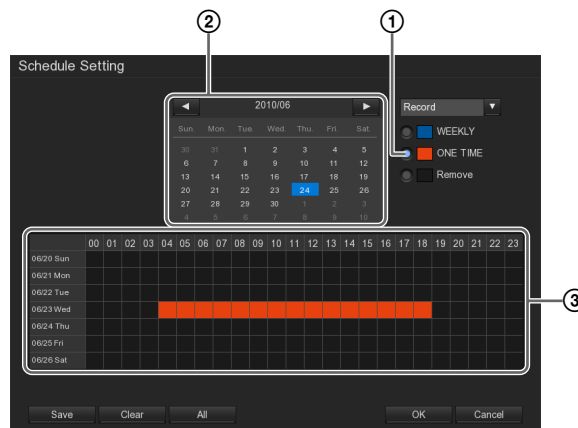 ② ①
Schedule Setting
◄ 2010/06 ►
Sun. Mon. Tue. Wed. Thu. Fri. Sat.
30 31 1 2 3 4 5
6 7 8 9 10 11 12
13 14 15 16 17 18 19
20 21 22 23 24 25 26
27 28 29 30 1 2 3
4 5 6 7 8 9 10
Record ▼
WEEKLY
ONE TIME
Remove
00 01 02 03 04 05 06 07 08 09 10 11 12 13 14 15 16 17 18 19 20 21 22 23
06/20 Sun
06/21 Mon
06/22 Tue
06/23 Wed
06/24 Thu
06/25 Fri
06/26 Sat
③
Save Clear All OK Cancel